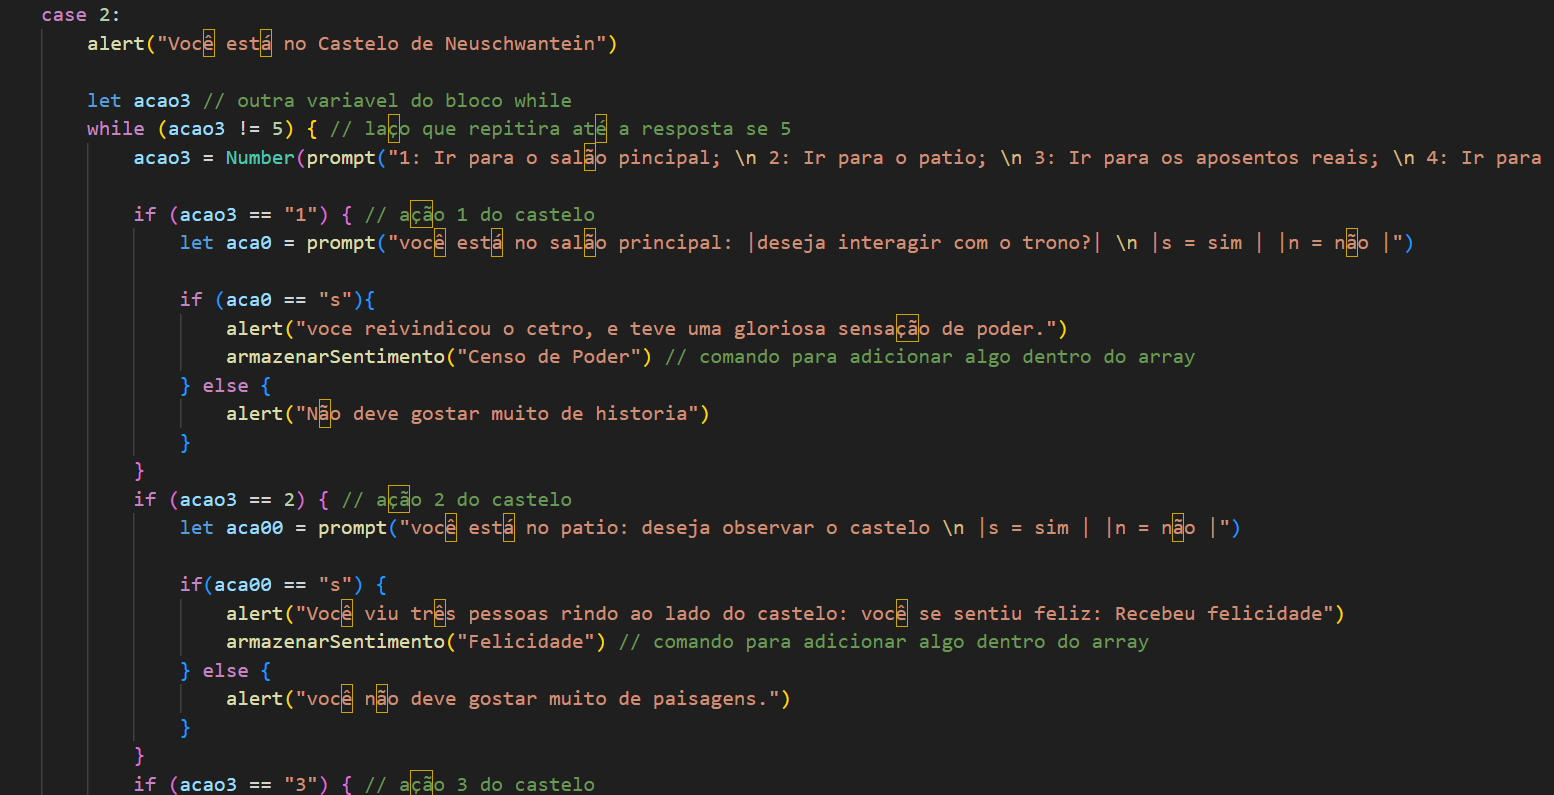 case 2:
alert("Você está no Castelo de Neuschwantein")
let acao3 // outra variavel do bloco while
while (acao3 != 5) { // laço que repitira até a resposta se 5
acao3 = Number(prompt("1: Ir para o salão pincipal; \n 2: Ir para o patio; \n 3: Ir para os aposentos reais; \n 4: Ir para
if (acao3 == "1") { // ação 1 do castelo
let aca0 = prompt("você está no salão principal: |deseja interagir com o trono?| \n |s = sim | |n = não |")
if (aca0 == "s"){
alert("voce reivindicou o cetro, e teve uma gloriosa sensação de poder.")
armazenarSentimento("Censo de Poder") // comando para adicionar algo dentro do array
} else {
alert("Não deve gostar muito de historia")
}
}
if (acao3 == 2) { // ação 2 do castelo
let aca00 = prompt("você está no patio: deseja observar o castelo \n |s = sim | |n = não |")
if(aca00 == "s") {
alert("Você viu três pessoas rindo ao lado do castelo: você se sentiu feliz: Recebeu felicidade")
armazenarSentimento("Felicidade") // comando para adicionar algo dentro do array
} else {
alert("você não deve gostar muito de paisagens.")
}
}
if (acao3 == "3") { // ação 3 do castelo